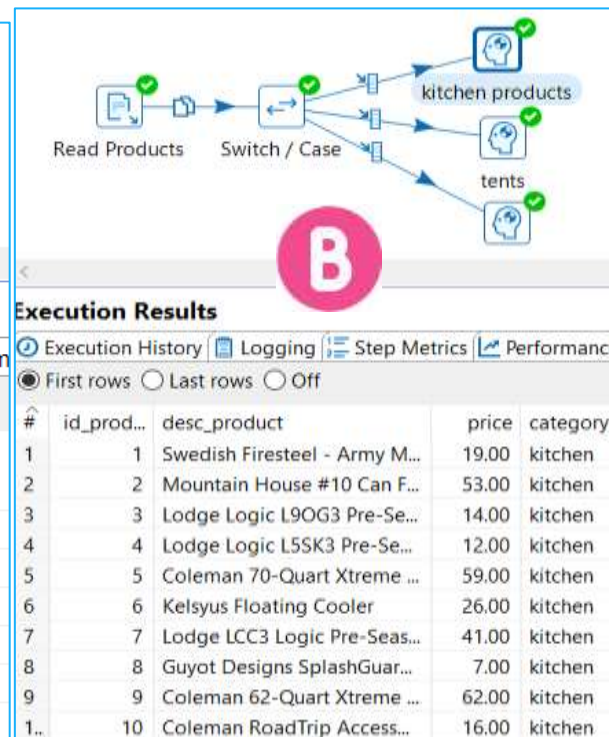 kitchen products
Read Products
Switch / Case
tents
B
Execution Results
Execution History Logging Step Metrics Performanc
First rows Last rows Off
# id_prod... desc_product price category
1 1 Swedish Firesteel - Army M... 19.00 kitchen
2 2 Mountain House #10 Can F... 53.00 kitchen
3 3 Lodge Logic L9OG3 Pre-Se... 14.00 kitchen
4 4 Lodge Logic L5SK3 Pre-Se... 12.00 kitchen
5 5 Coleman 70-Quart Xtreme ... 59.00 kitchen
6 6 Kelsyus Floating Cooler 26.00 kitchen
7 7 Lodge LCC3 Logic Pre-Seas... 41.00 kitchen
8 8 Guyot Designs SplashGuar... 7.00 kitchen
9 9 Coleman 62-Quart Xtreme ... 62.00 kitchen
1.. 10 Coleman RoadTrip Access... 16.00 kitchen